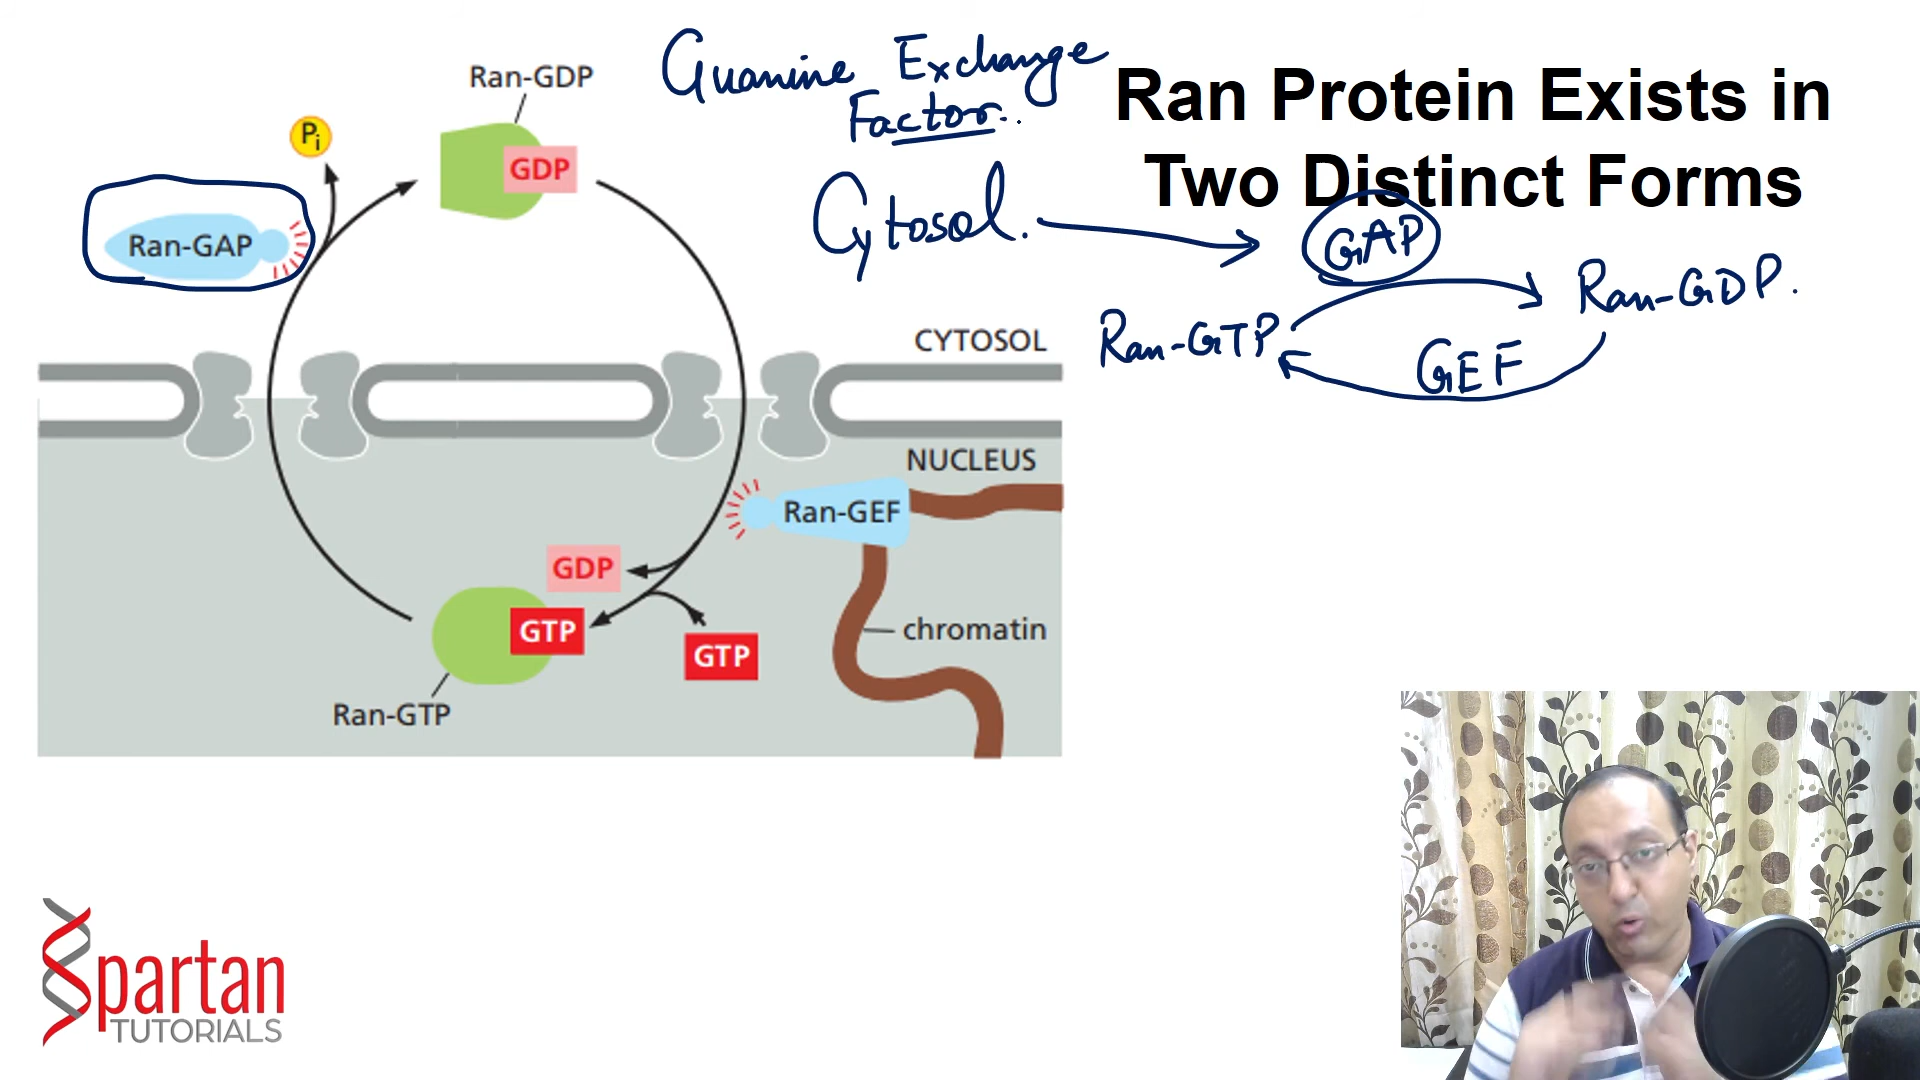 Ran Protein Exists in
Two Distinct Forms
Guanine Exchange
Factor..
Cytosol.
GAP
Ran-GTP
Ran-GDP.
GEF
Ran-GDP
Pi
GDP
Ran-GAP
CYTOSOL
NUCLEUS
Ran-GEF
GDP
GTP
GTP
chromatin
Ran-GTP
Spartan
TUTORIALS